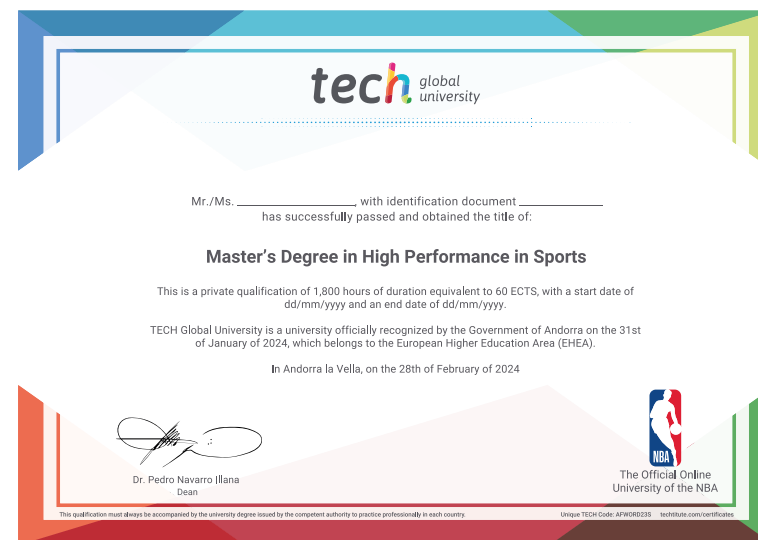 tech global university
Mr./Ms. ____________________, with identification document ______________
has successfully passed and obtained the title of:
Master's Degree in High Performance in Sports
This is a private qualification of 1,800 hours of duration equivalent to 60 ECTS, with a start date of
dd/mm/yyyy and an end date of dd/mm/yyyy.
TECH Global University is a university officially recognized by the Government of Andorra on the 31st
of January of 2024, which belongs to the European Higher Education Area (EHEA).
In Andorra la Vella, on the 28th of February of 2024
NBA
Dr. Pedro Navarro Illana
Dean
The Official Online
University of the NBA
This qualification must always be accompanied by the university degree issued by the competent authority to practice professionally in each country.
Unique TECH Code: AFWORD23S techtitute.com/certificates